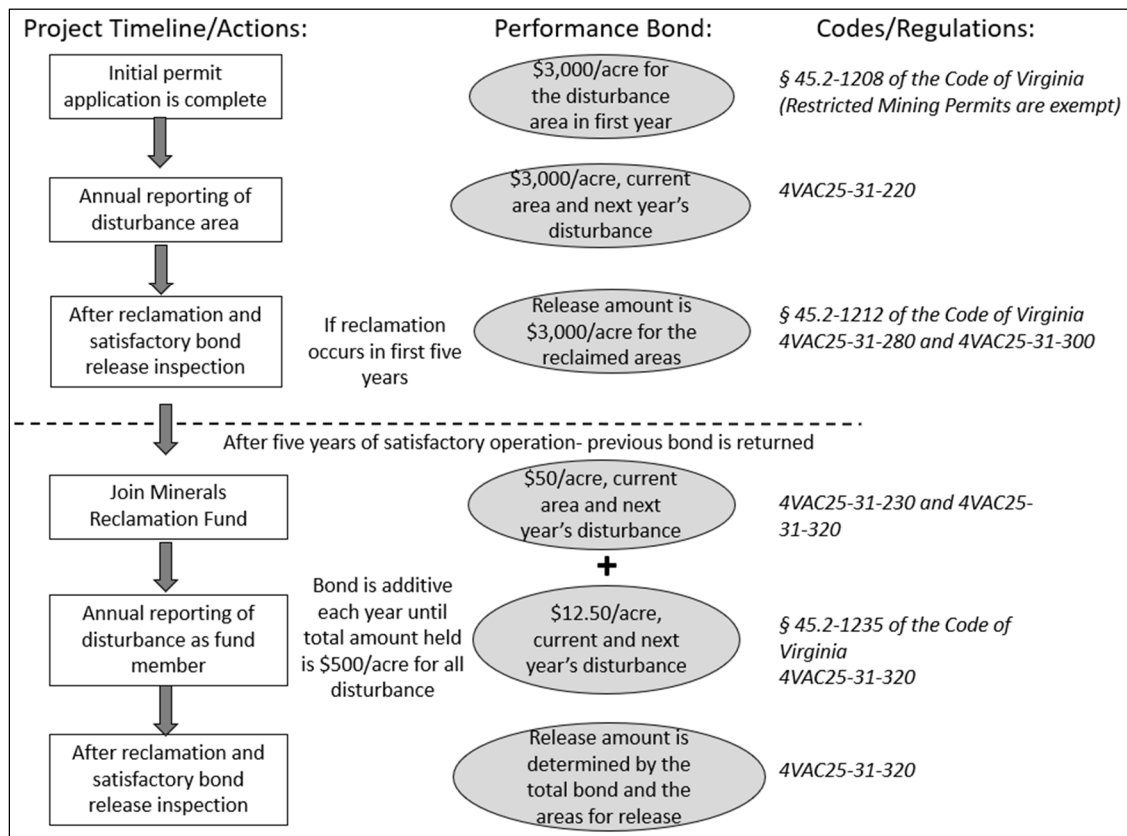 Project Timeline/Actions:
Performance Bond:
Codes/Regulations:
Initial permit
application is complete
$3,000/acre for
the disturbance
area in first year
§ 45.2-1208 of the Code of Virginia
(Restricted Mining Permits are exempt)
Annual reporting of
disturbance area
$3,000/acre, current
area and next year's
disturbance
4VAC25-31-220
After reclamation and
satisfactory bond
release inspection
If
reclamation
occurs in first five
years
Release amount is
$3,000/acre for the
reclaimed areas
§ 45.2-1212 of the Code of Virginia
4VAC25-31-280 and 4VAC25-31-300
After five years of satisfactory operation- previous bond is returned
Join Minerals
Reclamation Fund
$50/acre, current
area and next
year's disturbance
4VAC25-31-230 and 4VAC25-
31-320
+
Annual reporting of
disturbance as fund
member
Bond is additive
each year until
total amount held
is $500/acre for all
disturbance
$12.50/acre,
current and next
year's disturbance
§ 45.2-1235 of the Code of
Virginia
4VAC25-31-320
After reclamation and
satisfactory bond
release inspection
Release amount is
determined by the
total bond and the
areas for release
4VAC25-31-320